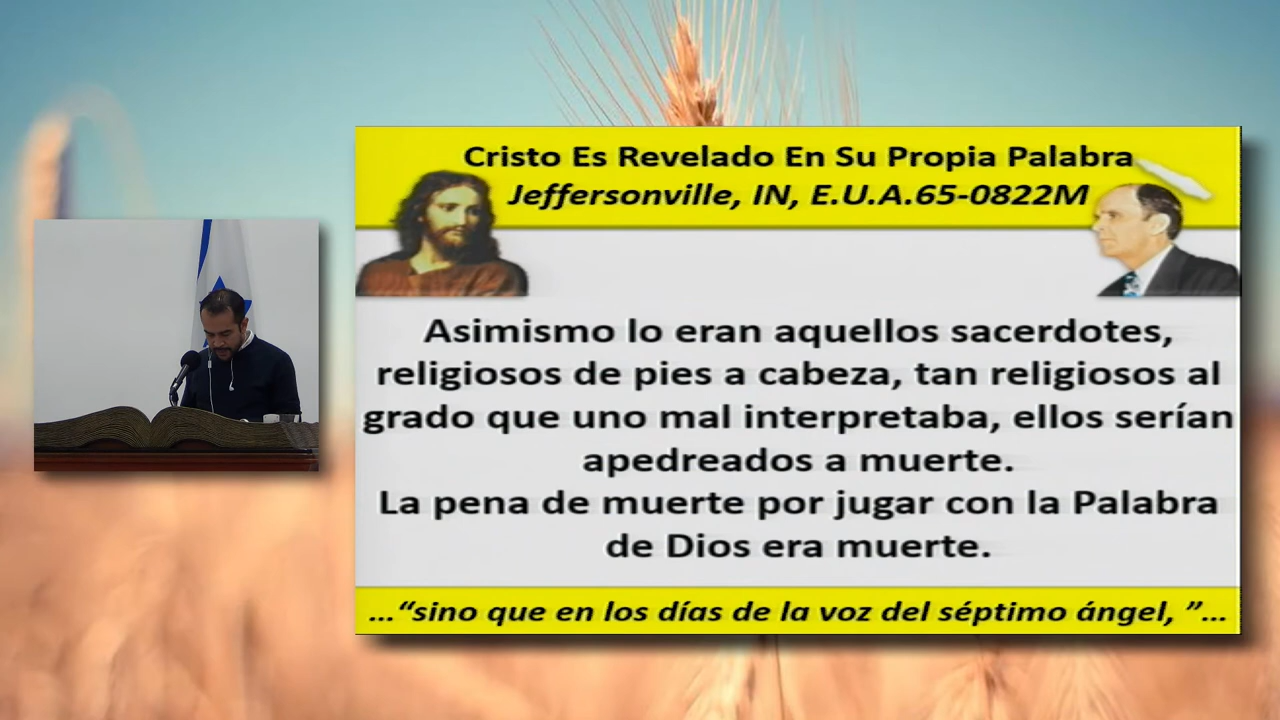 Cristo Es Revelado En Su Propia Palabra
Jeffersonville, IN, E.U.A.65-0822M
Asimismo lo eran aquellos sacerdotes,
religiosos de pies a cabeza, tan religiosos al
grado que uno mal interpretaba, ellos serían
apedreados a muerte.
La pena de muerte por jugar con la Palabra
de Dios era muerte.
...“sino que en los días de la voz del séptimo ángel, ”...